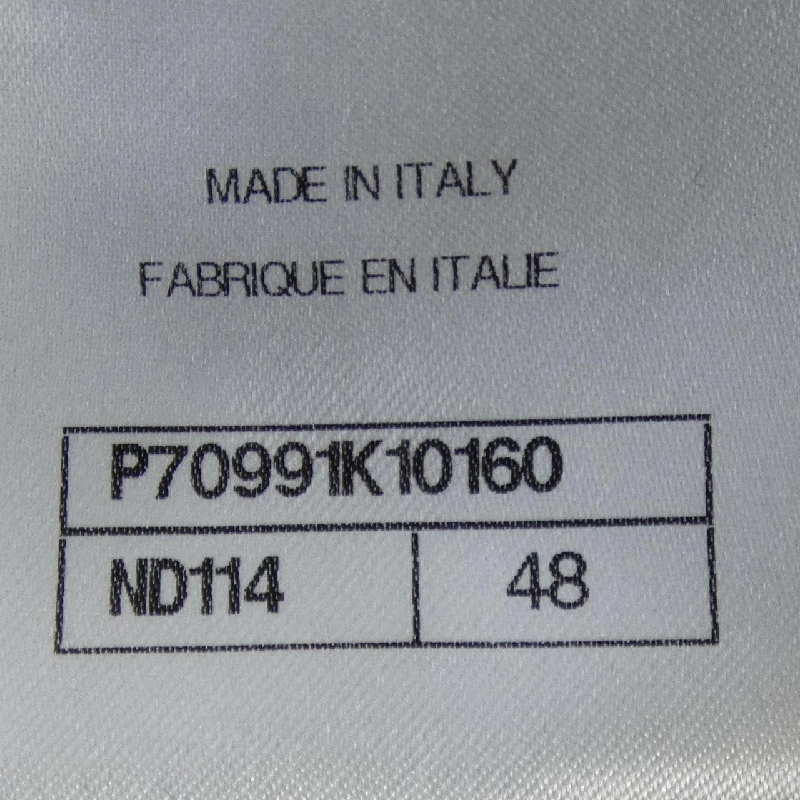 MADE IN ITALY
FABRIQUE EN ITALIE
P70991K10160
ND114 48